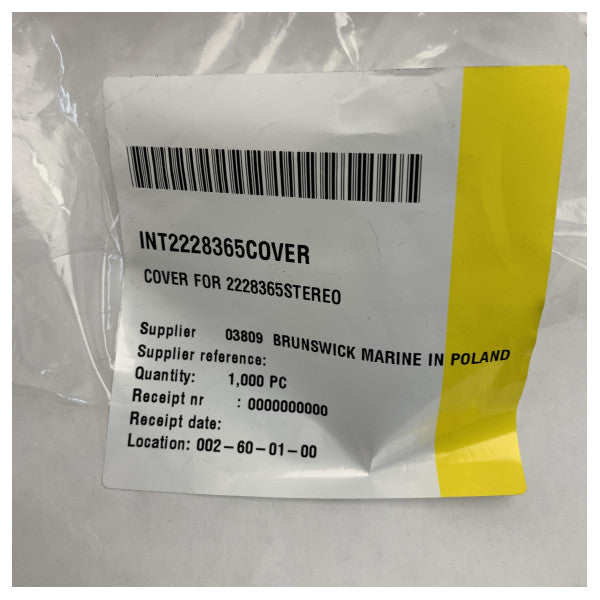 INT2228365COVER
COVER FOR 2228365STEREO
Supplier 03809 BRUNSWICK MARINE IN POLAND
Supplier reference:
Quantity: 1,000 PC
Receipt nr : 0000000000
Receipt date:
Location: 002-60-01-00